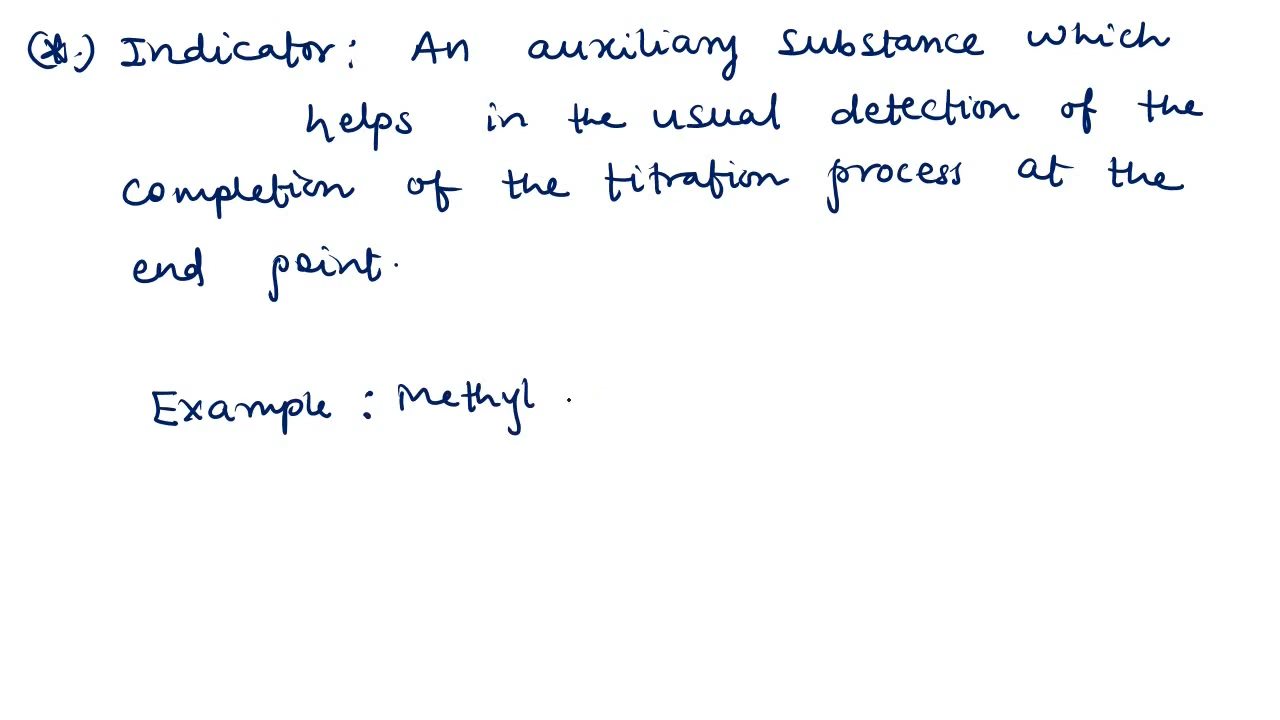 (*.) Indicator: An auxiliary substance which
helps in the usual detection of the
completion of the titration process at the
end point.
Example : Methyl .